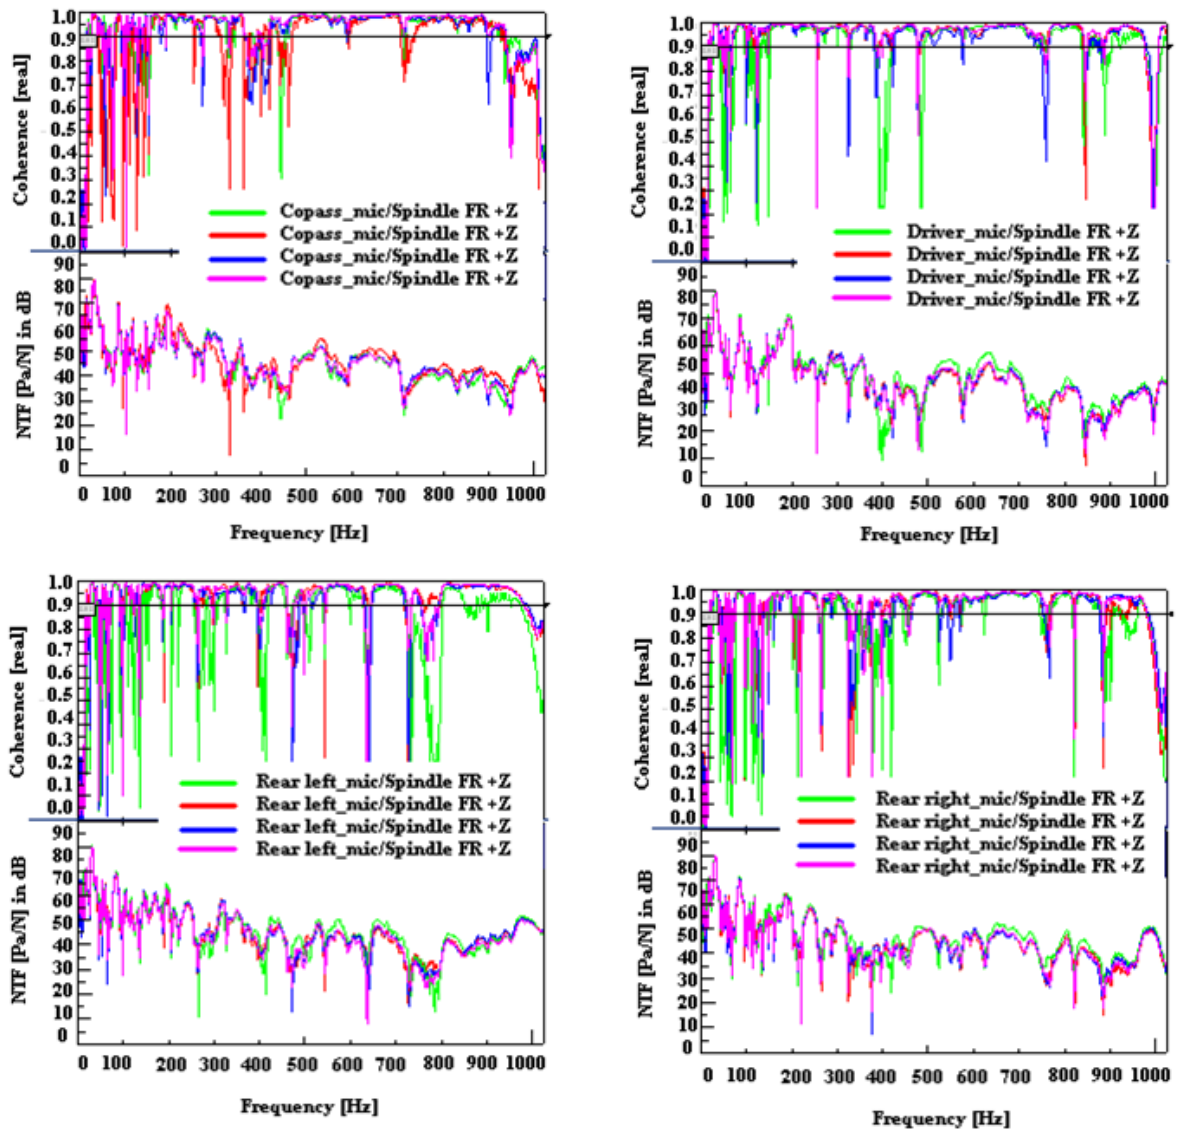 Coherence [real]
1.0
0.9
0.8
0.7
0.6
0.5
0.4
0.3
0.2
0.1
0.0
Copass_mic/Spindle FR +Z
Copass_mic/Spindle FR +Z
Copass_mic/Spindle FR +Z
Copass_mic/Spindle FR +Z
NTF [Pa/N] in dB
90
80
70
60
50
40
30
20
10
0
0 100 200 300 400 500 600 700 800 900 1000
Frequency [Hz]
Coherence [real]
1.0
0.9
0.8
0.7
0.6
0.5
0.4
0.3
0.2
0.1
0.0
Driver_mic/Spindle FR +Z
Driver_mic/Spindle FR +Z
Driver_mic/Spindle FR +Z
Driver_mic/Spindle FR +Z
NTF [Pa/N] in dB
90
80
70
60
50
40
30
20
10
0
0 100 200 300 400 500 600 700 800 900 1000
Frequency [Hz]
Coherence [real]
1.0
0.9
0.8
0.7
0.6
0.5
0.4
0.3
0.2
0.1
0.0
Rear left_mic/Spindle FR +Z
Rear left_mic/Spindle FR +Z
Rear left_mic/Spindle FR +Z
Rear left_mic/Spindle FR +Z
NTF [Pa/N] in dB
90
80
70
60
50
40
30
20
10
0
0 100 200 300 400 500 600 700 800 900 1000
Frequency [Hz]
Coherence [real]
1.0
0.9
0.8
0.7
0.6
0.5
0.4
0.3
0.2
0.1
0.0
Rear right_mic/Spindle FR +Z
Rear right_mic/Spindle FR +Z
Rear right_mic/Spindle FR +Z
Rear right_mic/Spindle FR +Z
NTF [Pa/N] in dB
90
80
70
60
50
40
30
20
10
0
0 100 200 300 400 500 600 700 800 900 1000
Frequency [Hz]